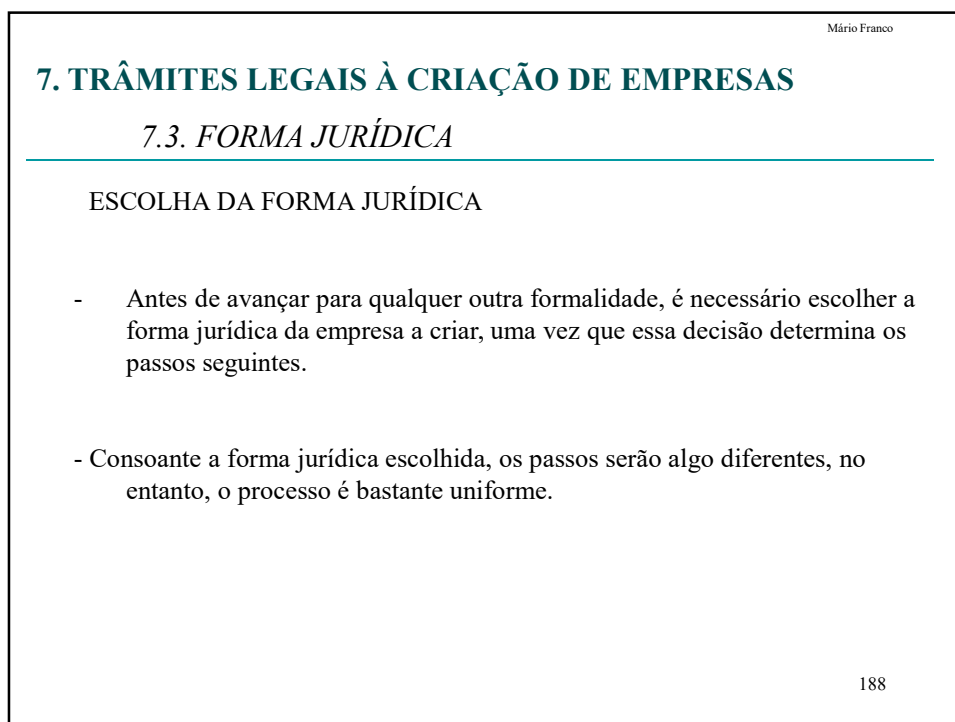 Mário Franco
7. TRÂMITES LEGAIS À CRIAÇÃO DE EMPRESAS
7.3. FORMA JURÍDICA
ESCOLHA DA FORMA JURÍDICA
- Antes de avançar para qualquer outra formalidade, é necessário escolher a
forma jurídica da empresa a criar, uma vez que essa decisão determina os
passos seguintes.
- Consoante a forma jurídica escolhida, os passos serão algo diferentes, no
entanto, o processo é bastante uniforme.
188